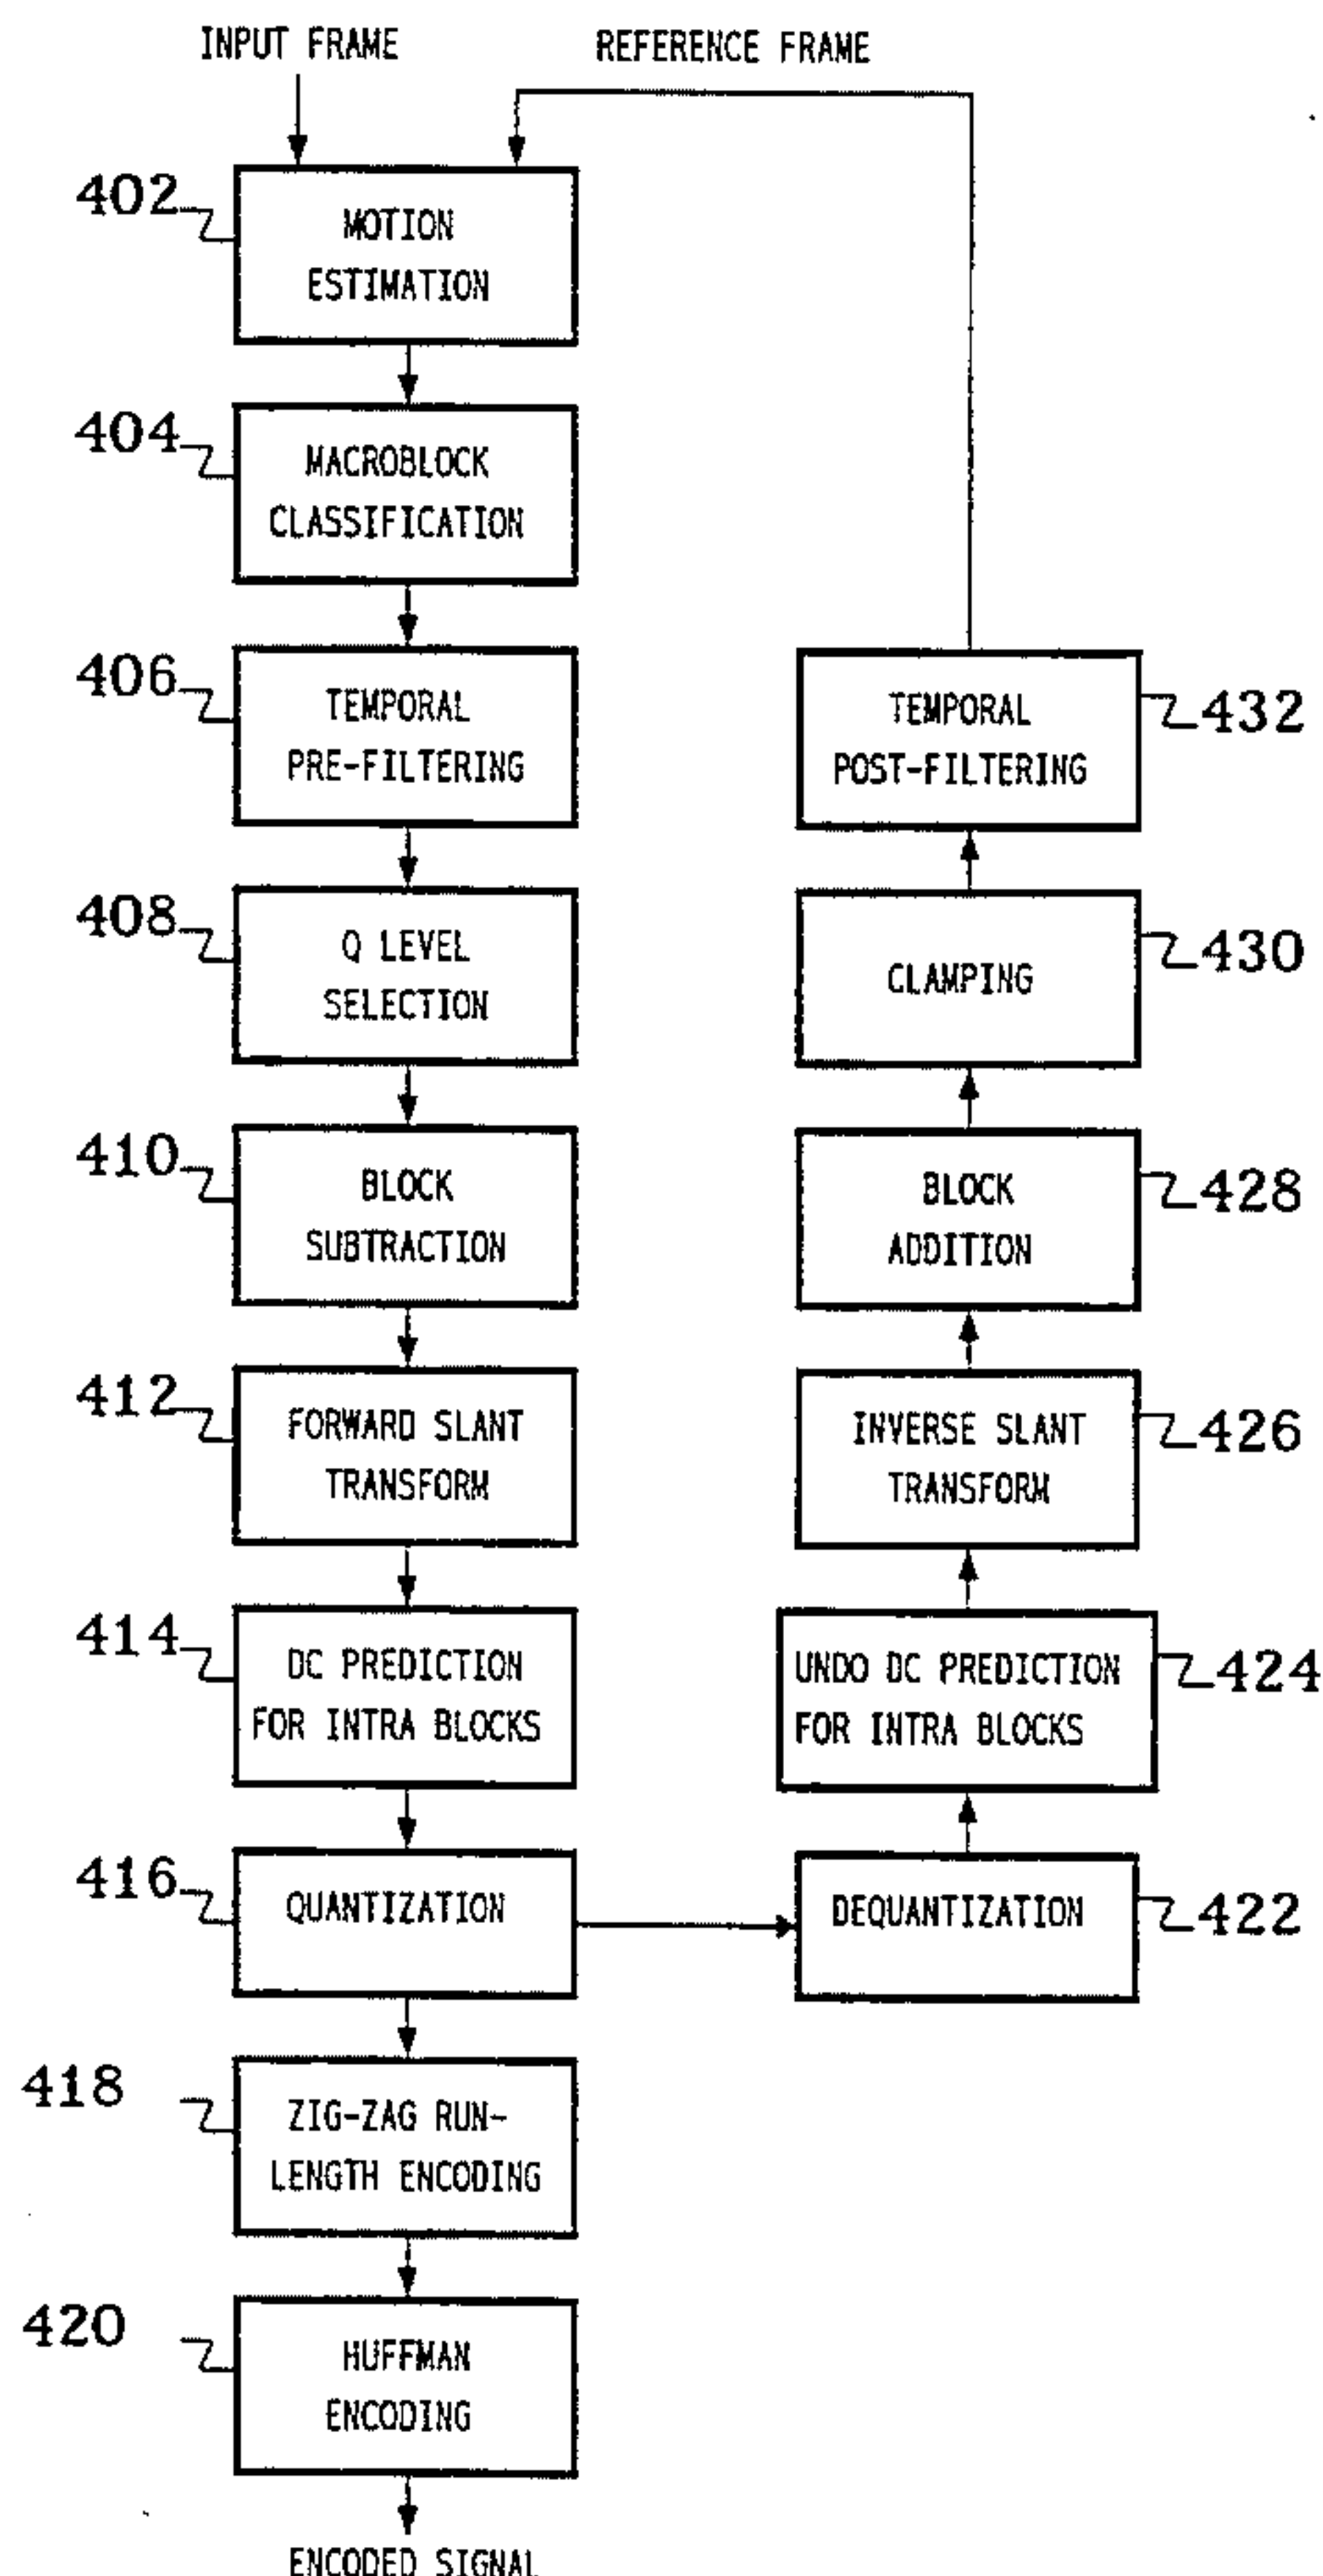 INPUT FRAME
REFERENCE FRAME
402
MOTION
ESTIMATION
404
MACROBLOCK
CLASSIFICATION
406
TEMPORAL
PRE-FILTERING
408
Q LEVEL
SELECTION
410
BLOCK
SUBTRACTION
412
FORWARD SLANT
TRANSFORM
414
DC PREDICTION
FOR INTRA BLOCKS
416
QUANTIZATION
418
ZIG-ZAG RUN-
LENGTH ENCODING
420
HUFFMAN
ENCODING
ENCODED SIGNAL
TEMPORAL
POST-FILTERING
432
CLAMPING
430
BLOCK
ADDITION
428
INVERSE SLANT
TRANSFORM
426
UNDO DC PREDICTION
FOR INTRA BLOCKS
424
DEQUANTIZATION
422